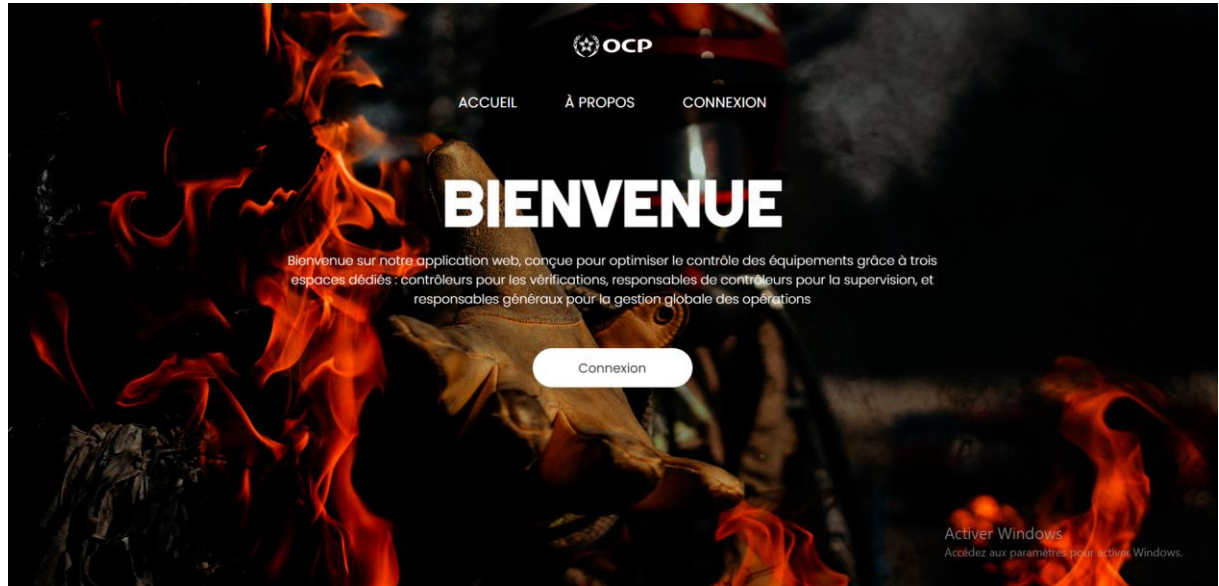 OCP
ACCUEIL À PROPOS CONNEXION
BIENVENUE
Bienvenue sur notre application web, conçue pour optimiser le contrôle des équipements grâce à trois
espaces dédiés : contrôleurs pour les vérifications, responsables de contrôleurs pour la supervision, et
responsables généraux pour la gestion globale des opérations
Connexion
Activer Windows
Accédez aux paramètres pour activer Windows.